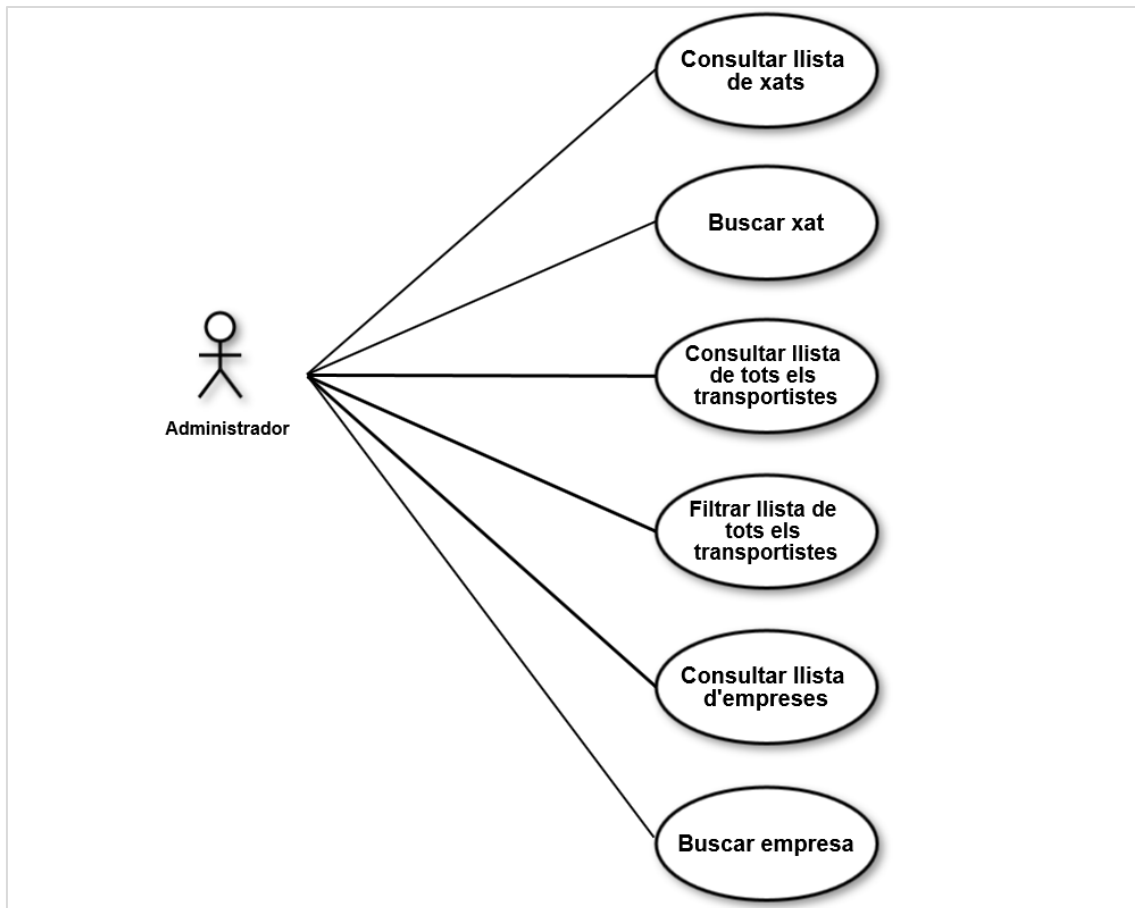 Consultar llista
de xats
Buscar xat
Consultar llista
de tots els
transportistes
Administrador
Filtrar llista de
tots els
transportistes
Consultar llista
d'empreses
Buscar empresa